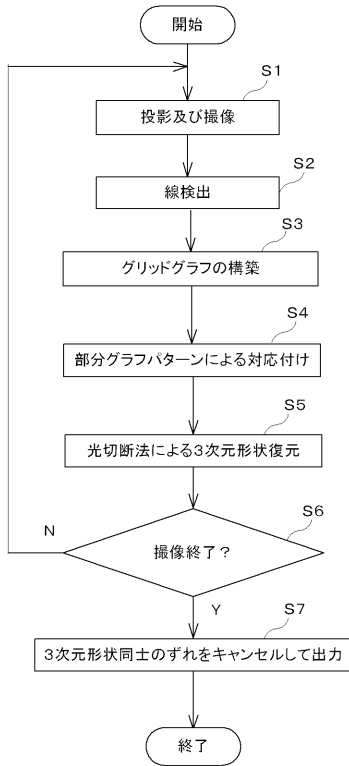 開始
S1
投影及び撮像
S2
線検出
S3
グリッドグラフの構築
S4
部分グラフパターンによる対応付け
S5
光切断法による3次元形状復元
S6
N
撮像終了?
Y
S7
3次元形状同士のずれをキャンセルして出力
終了